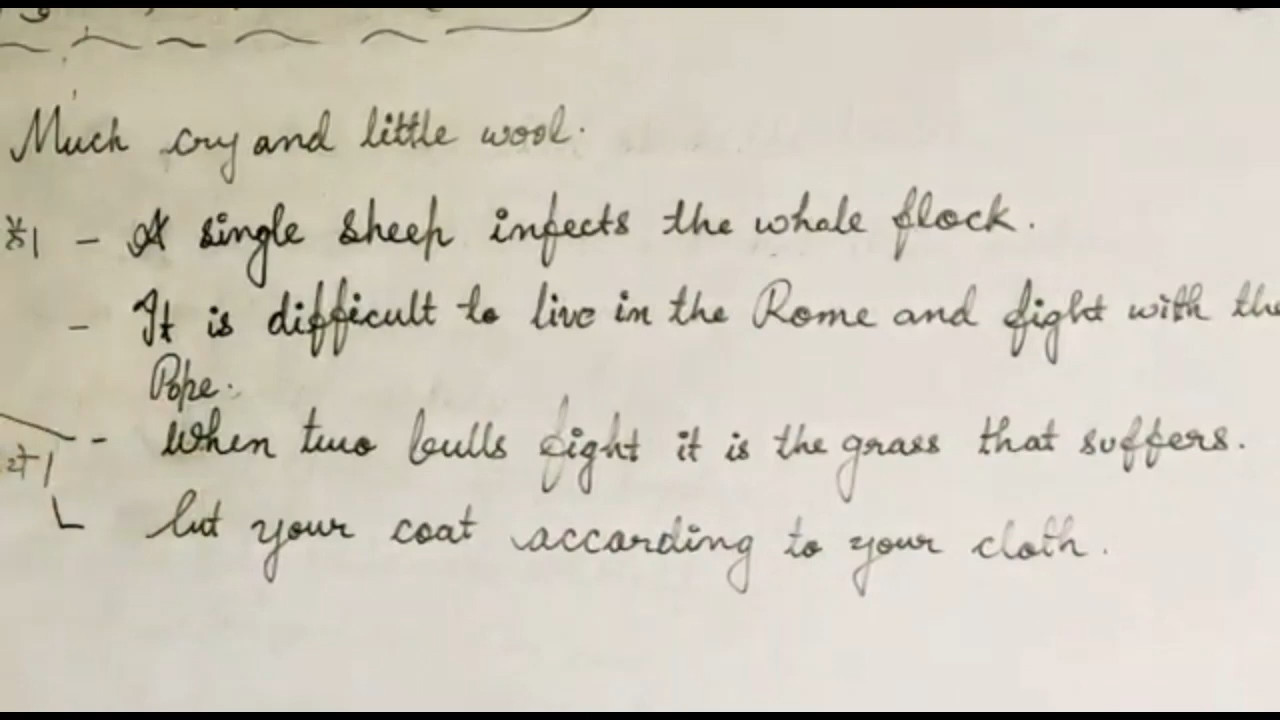 Much cry and little wool.
- A single sheep infects the whole flock.
- It is difficult to live in the Rome and fight with the
Pope.
- When two bulls fight it is the grass that suffers.
Cut your coat according to your cloth.